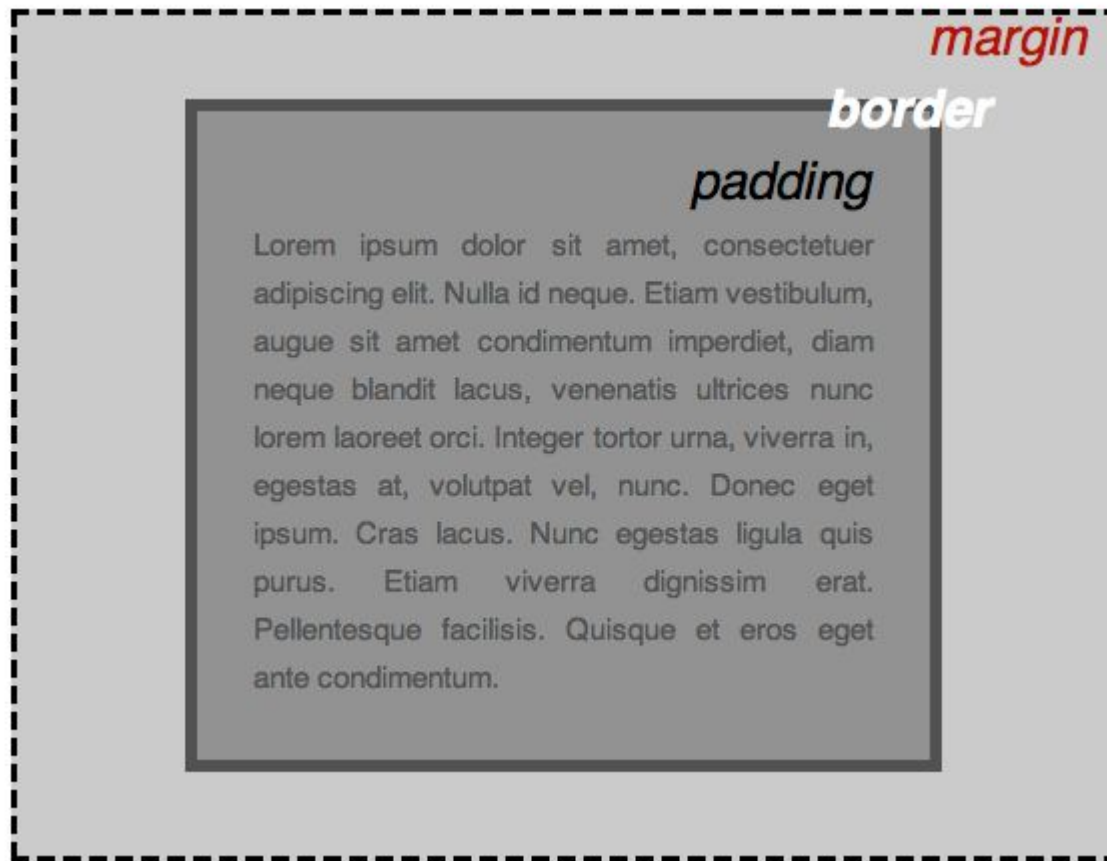 margin
border
padding
Lorem ipsum dolor sit amet, consectetuer
adipiscing elit. Nulla id neque. Etiam vestibulum,
augue sit amet condimentum imperdiet, diam
neque blandit lacus, venenatis ultrices nunc
lorem laoreet orci. Integer tortor urna, viverra in,
egestas at, volutpat vel, nunc. Donec eget
ipsum. Cras lacus. Nunc egestas ligula quis
purus. Etiam viverra dignissim erat.
Pellentesque facilisis. Quisque et eros eget
ante condimentum.